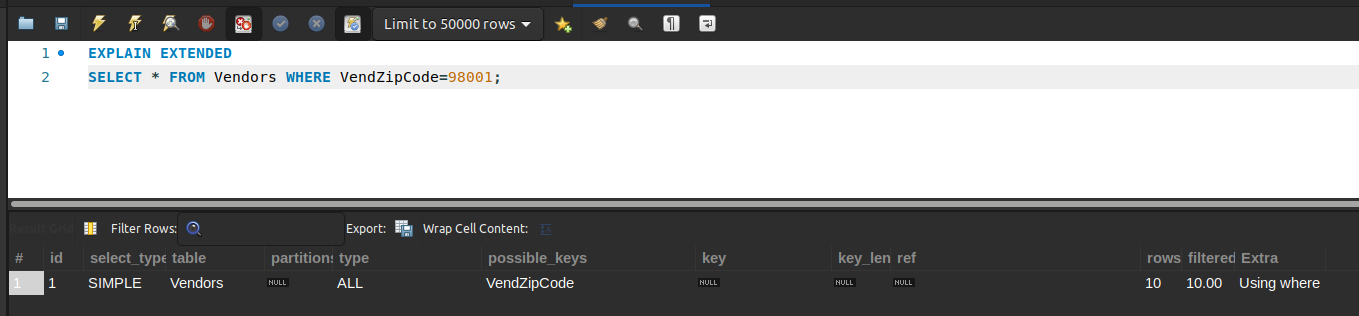 Limit to 50000 rows
1 EXPLAIN EXTENDED
2 SELECT * FROM Vendors WHERE VendZipCode=98001;
Result Grid Filter Rows: Export: Wrap Cell Content:
# id select_type table partitions type possible_keys key key_len ref rows filtered Extra
1 1 SIMPLE Vendors NULL ALL VendZipCode NULL NULL NULL 10 10.00 Using where